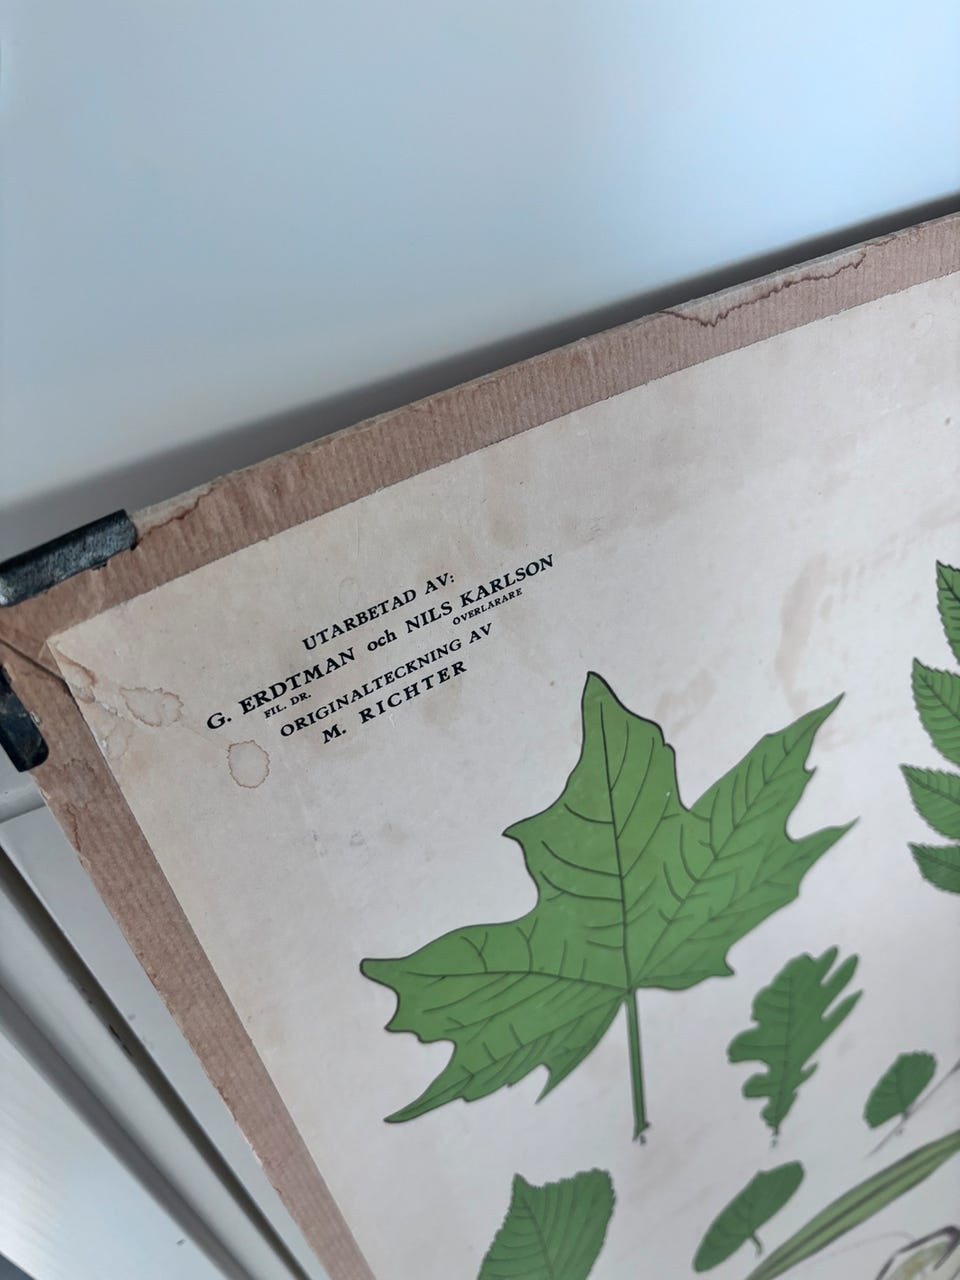 UTARBETAD AV:
G. ERDTMAN och NILS KARLSON
FIL. DR. ÖVERLÄRARE
ORIGINALTECKNING AV
M. RICHTER